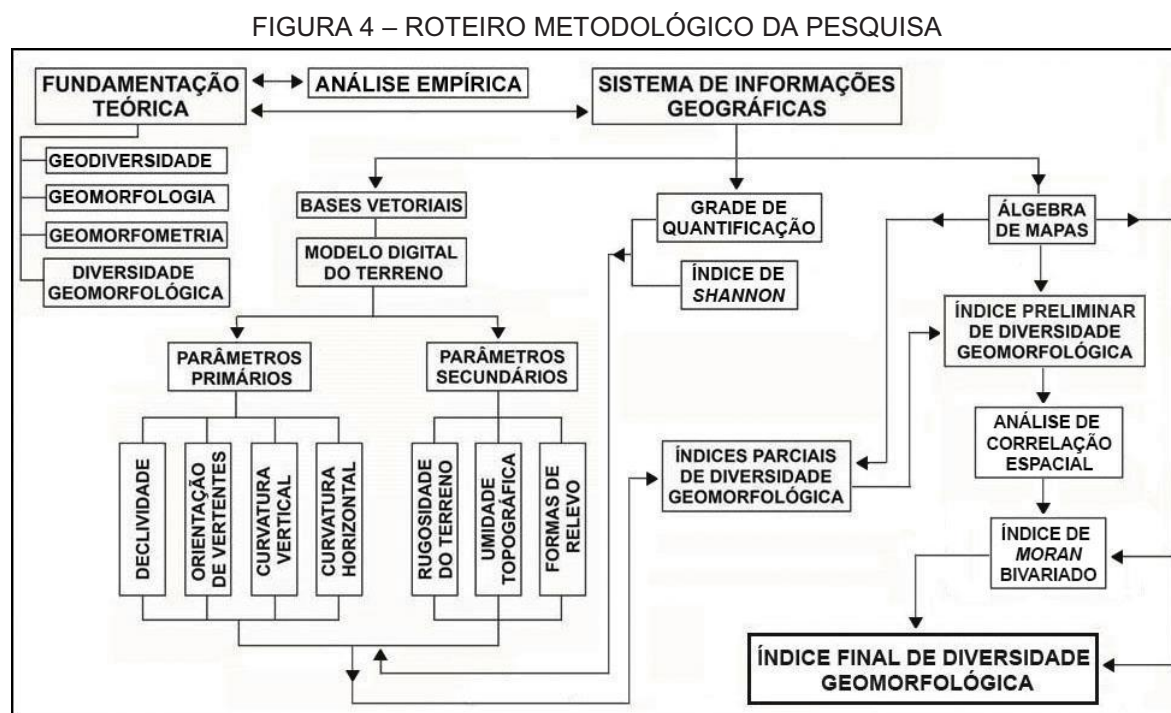 FIGURA 4 – ROTEIRO METODOLÓGICO DA PESQUISA
FUNDAMENTAÇÃO
TEÓRICA
ANÁLISE EMPÍRICA
SISTEMA DE INFORMAÇÕES
GEOGRÁFICAS
GEODIVERSIDADE
GEOMORFOLOGIA
GEOMORFOMETRIA
DIVERSIDADE
GEOMORFOLÓGICA
BASES VETORIAIS
MODELO DIGITAL
DO TERRENO
GRADE DE
QUANTIFICAÇÃO
ÍNDICE DE
SHANNON
ÁLGEBRA
DE MAPAS
ÍNDICE PRELIMINAR
DE DIVERSIDADE
GEOMORFOLÓGICA
PARÂMETROS
PRIMÁRIOS
PARÂMETROS
SECUNDÁRIOS
DECLIVIDADE
ORIENTAÇÃO
DE VERTENTES
CURVATURA
VERTICAL
CURVATURA
HORIZONTAL
RUGOSIDADE
DO TERRENO
UMIDADE
TOPOGRÁFICA
FORMAS DE
RELEVO
ÍNDICES PARCIAIS
DE DIVERSIDADE
GEOMORFOLÓGICA
ANÁLISE DE
CORRELAÇÃO
ESPACIAL
ÍNDICE DE
MORAN
BIVARIADO
ÍNDICE FINAL DE DIVERSIDADE
GEOMORFOLÓGICA